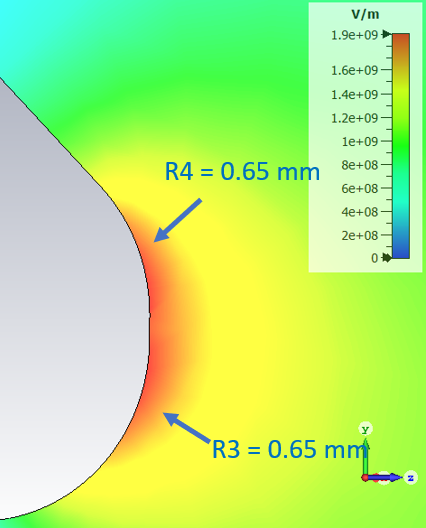 V/m
1.9e+09
1.6e+09
1.4e+09
1.2e+09
1e+09
8e+08
6e+08
4e+08
2e+08
0
R4 = 0.65 mm
R3 = 0.65 mm
y
z